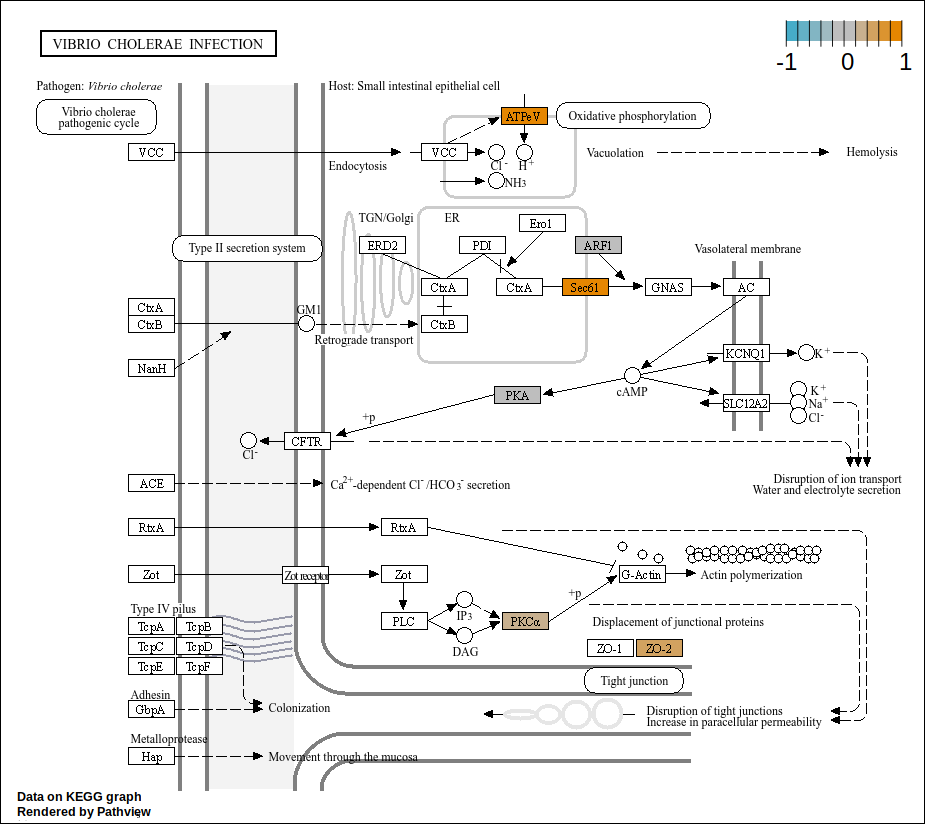 VIBRIO CHOLERAE INFECTION
-1 0 1
Pathogen: Vibrio cholerae
Host: Small intestinal epithelial cell
Vibrio cholerae
pathogenic cycle
ATPeV
Oxidative phosphorylation
VCC
Endocytosis
VCC
Cl-
H+
NH3
Vacuolation
Hemolysis
TGN/Golgi
ER
Ero1
Type II secretion system
ERD2
PDI
ARF1
Vasolateral membrane
CtxA
CtxA
Sec61
GNAS
AC
CtxA
CtxB
GM1
CtxB
Retrograde transport
NanH
KCNQ1
K+
cAMP
PKA
SLC12A2
K+
Na+
Cl-
+p
CFTR
Cl-
ACE
Ca2+-dependent Cl-/HCO3- secretion
Disruption of ion transport
Water and electrolyte secretion
RtxA
RtxA
Zot
Zot receptor
Zot
G-Actin
Actin polymerization
+p
Type IV pilus
TcpA
TcpB
TcpC
TcpD
TcpE
TcpF
PLC
IP3
DAG
PKCα
Displacement of junctional proteins
ZO-1
ZO-2
Tight junction
Adhesin
GbpA
Colonization
Disruption of tight junctions
Increase in paracellular permeability
Metalloprotease
Hap
Movement through the mucosa
Data on KEGG graph
Rendered by Pathview